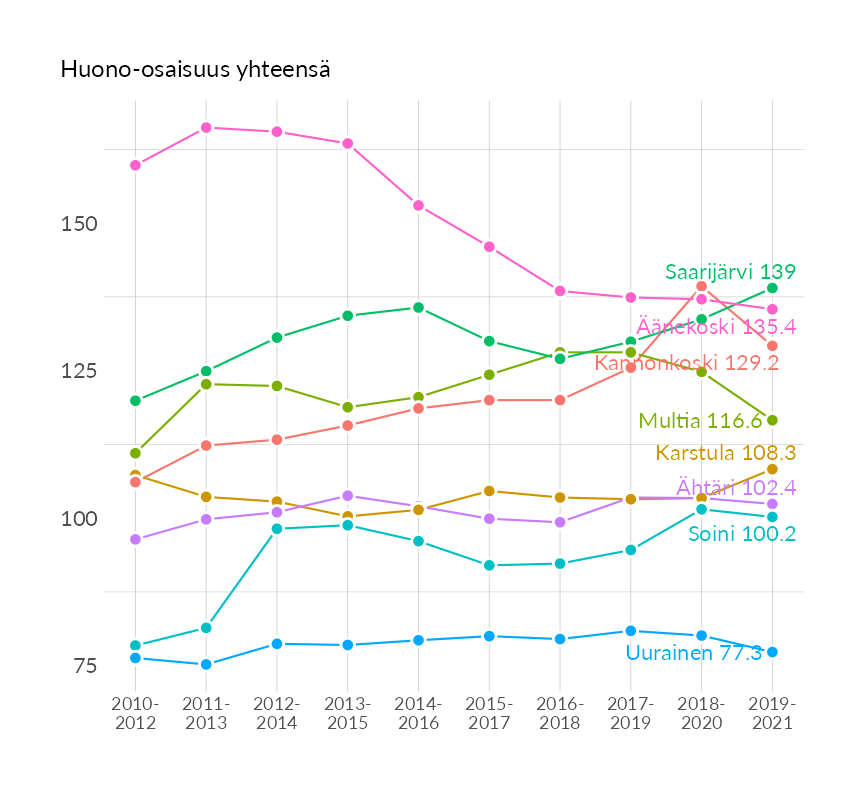 Huono-osaisuus yhteensä
150
125
100
75
Saarijärvi 139
Äänekoski 135.4
Kannonkoski 129.2
Multia 116.6
Karstula 108.3
Ähtäri 102.4
Soini 100.2
Uurainen 77.3
2010- 2011- 2012- 2013- 2014- 2015- 2016- 2017- 2018- 2019-
2012 2013 2014 2015 2016 2017 2018 2019 2020 2021